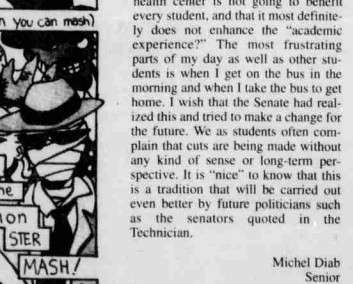 n you can mash)
me
ion
STER
MASH!
health center is not going to benefit
every student, and that it most definite-
ly does not enhance the "academic
experience?" The most frustrating
parts of my day as well as other stu-
dents is when I get on the bus in the
morning and when I take the bus to get
home. I wish that the Senate had real-
ized this and tried to make a change for
the future. We as students often com-
plain that cuts are being made without
any kind of sense or long-term per-
spective. It is "nice" to know that this
is a tradition that will be carried out
even better by future politicians such
as the senators quoted in the
Technician.
Michel Diab
Senior